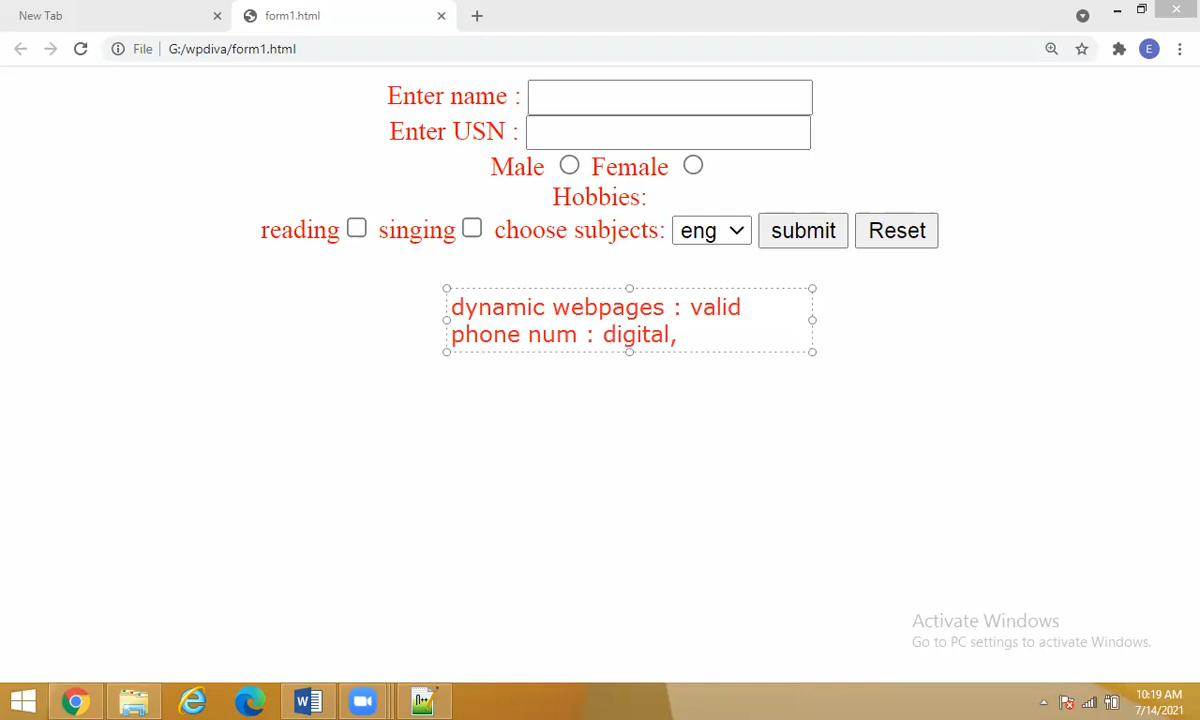 New Tab
form1.html
File
G:/wpdiva/form1.html
E
Enter name :
Enter USN :
Male Female
Hobbies:
reading singing choose subjects: eng submit Reset
dynamic webpages : valid
phone num : digital,
Activate Windows
Go to PC settings to activate Windows.
10:19 AM
7/14/2021